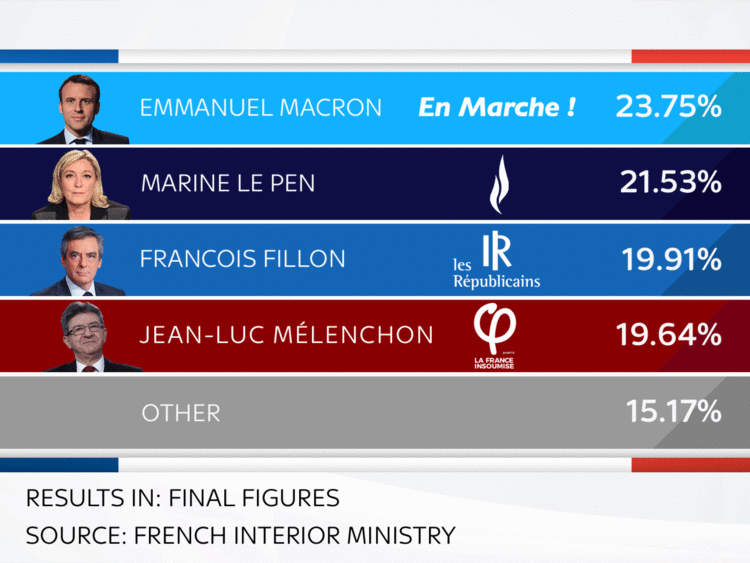 EMMANUEL MACRON En Marche ! 23.75%
MARINE LE PEN 21.53%
FRANCOIS FILLON les Républicains 19.91%
JEAN-LUC MÉLENCHON LA FRANCE INSOUMISE 19.64%
OTHER 15.17%
RESULTS IN: FINAL FIGURES
SOURCE: FRENCH INTERIOR MINISTRY